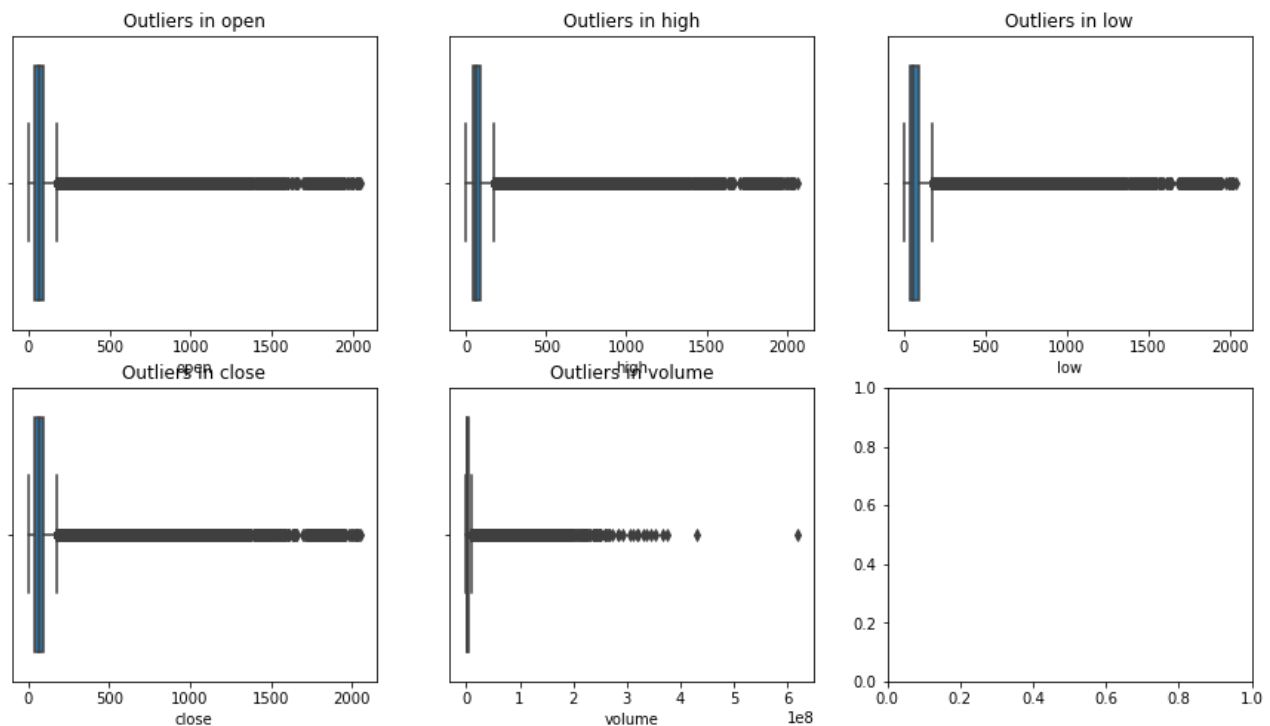 Outliers in open
Outliers in high
Outliers in low
0 500 1000 1500 2000
0 500 1000 1500 2000
0 500 1000 1500 2000
open
high
low
Outliers in close
Outliers in volume
1.0
0.8
0.6
0.4
0.2
0.0
0 500 1000 1500 2000
0 1 2 3 4 5 6
0.0 0.2 0.4 0.6 0.8 1.0
close
volume
1e8